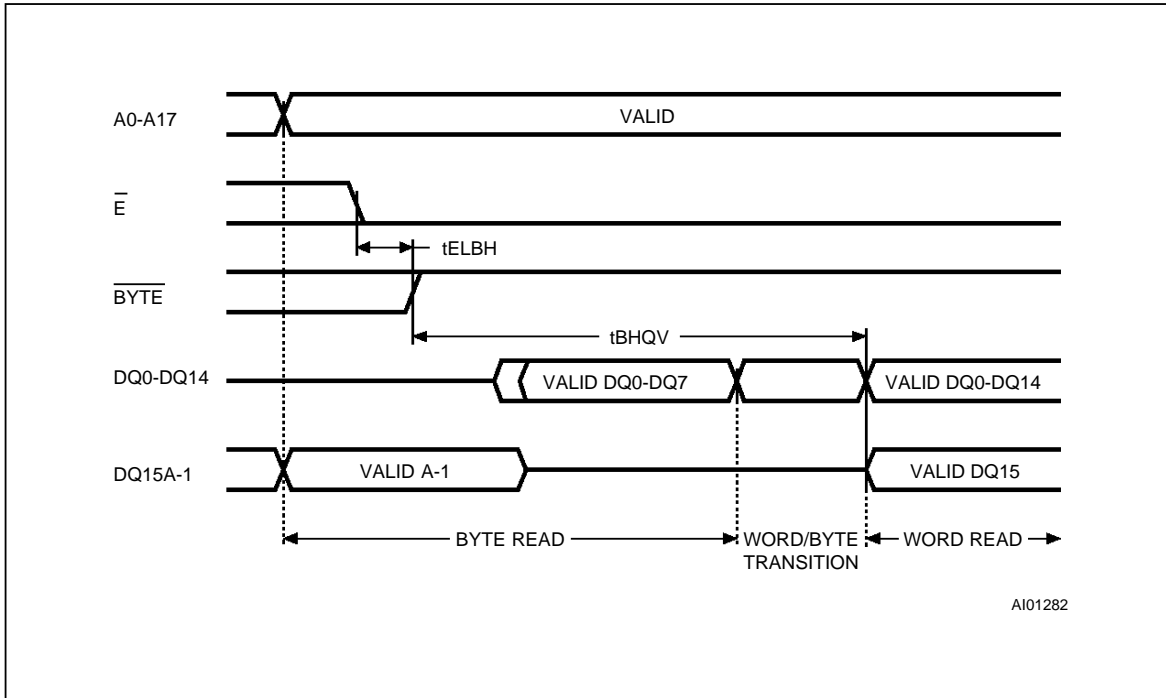 A0-A17
VALID
E
tELBH
BYTE
tBHQV
DQ0-DQ14
VALID DQ0-DQ7
VALID DQ0-DQ14
DQ15A-1
VALID A-1
VALID DQ15
BYTE READ
WORD/BYTE
TRANSITION
WORD READ
AI01282